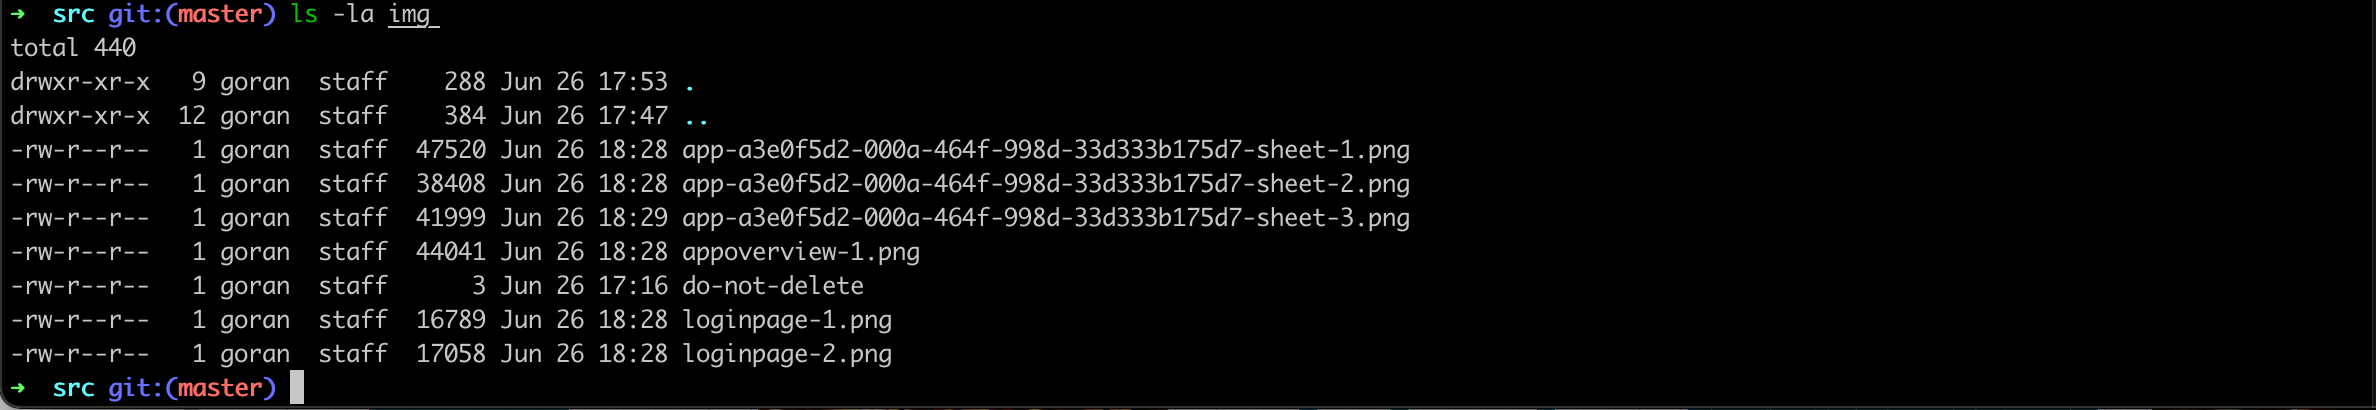 ➜  src git:(master) ls -la img
total 440
drwxr-xr-x   9 goran  staff    288 Jun 26 17:53 .
drwxr-xr-x  12 goran  staff    384 Jun 26 17:47 ..
-rw-r--r--   1 goran  staff  47520 Jun 26 18:28 app-a3e0f5d2-000a-464f-998d-33d333b175d7-sheet-1.png
-rw-r--r--   1 goran  staff  38408 Jun 26 18:28 app-a3e0f5d2-000a-464f-998d-33d333b175d7-sheet-2.png
-rw-r--r--   1 goran  staff  41999 Jun 26 18:29 app-a3e0f5d2-000a-464f-998d-33d333b175d7-sheet-3.png
-rw-r--r--   1 goran  staff  44041 Jun 26 18:28 appoverview-1.png
-rw-r--r--   1 goran  staff      3 Jun 26 17:16 do-not-delete
-rw-r--r--   1 goran  staff  16789 Jun 26 18:28 loginpage-1.png
-rw-r--r--   1 goran  staff  17058 Jun 26 18:28 loginpage-2.png
➜  src git:(master)